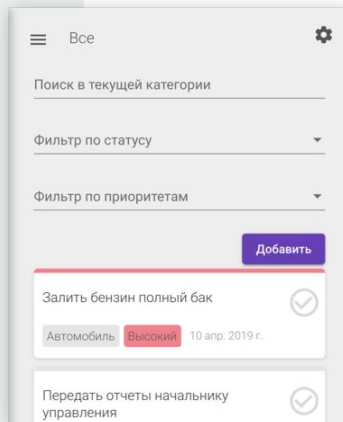 Все
Поиск в текущей категории
Фильтр по статусу
Фильтр по приоритетам
Добавить
Залить бензин полный бак
Автомобиль Высокий 10 апр. 2019 г.
Передать отчеты начальнику
управления